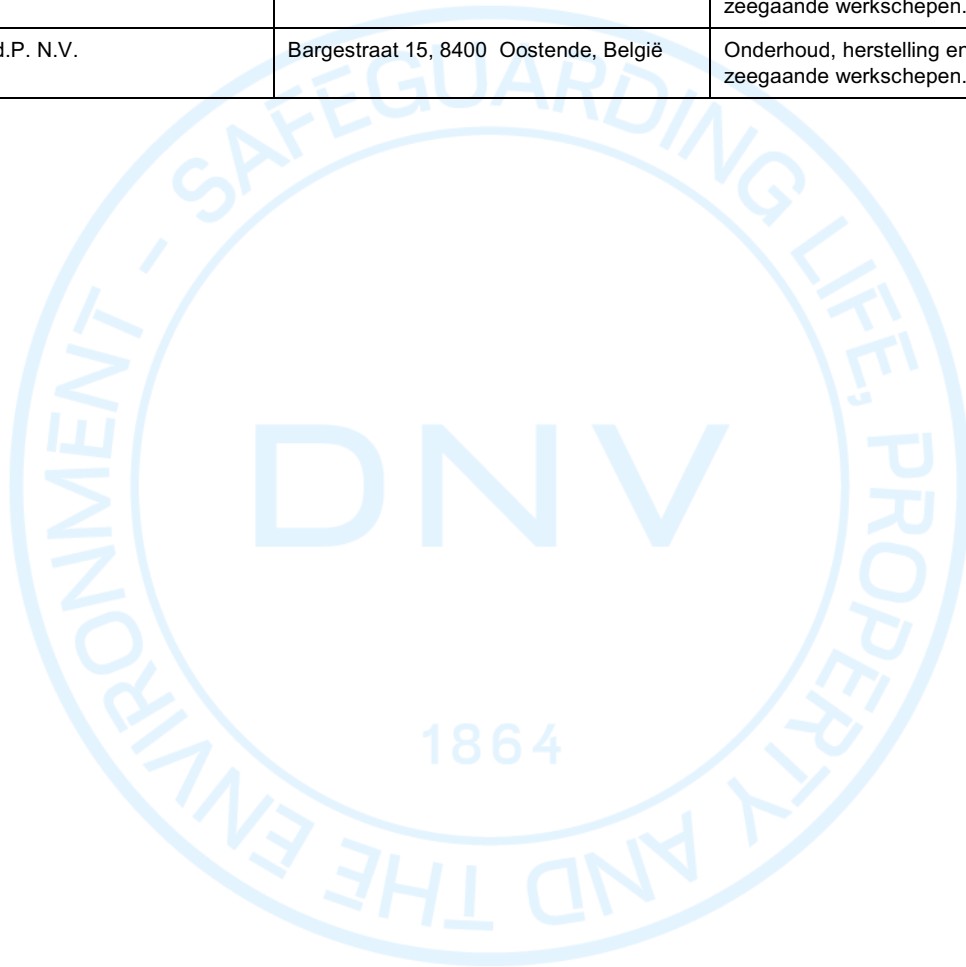 zeegaande werkschepen.
d.P. N.V.
Bargestraat 15, 8400 Oostende, België
Onderhoud, herstelling en
zeegaande werkschepen.
SAFEGUARDING LIFE, PROPERTY AND THE ENVIRONMENT -
DNV
1864